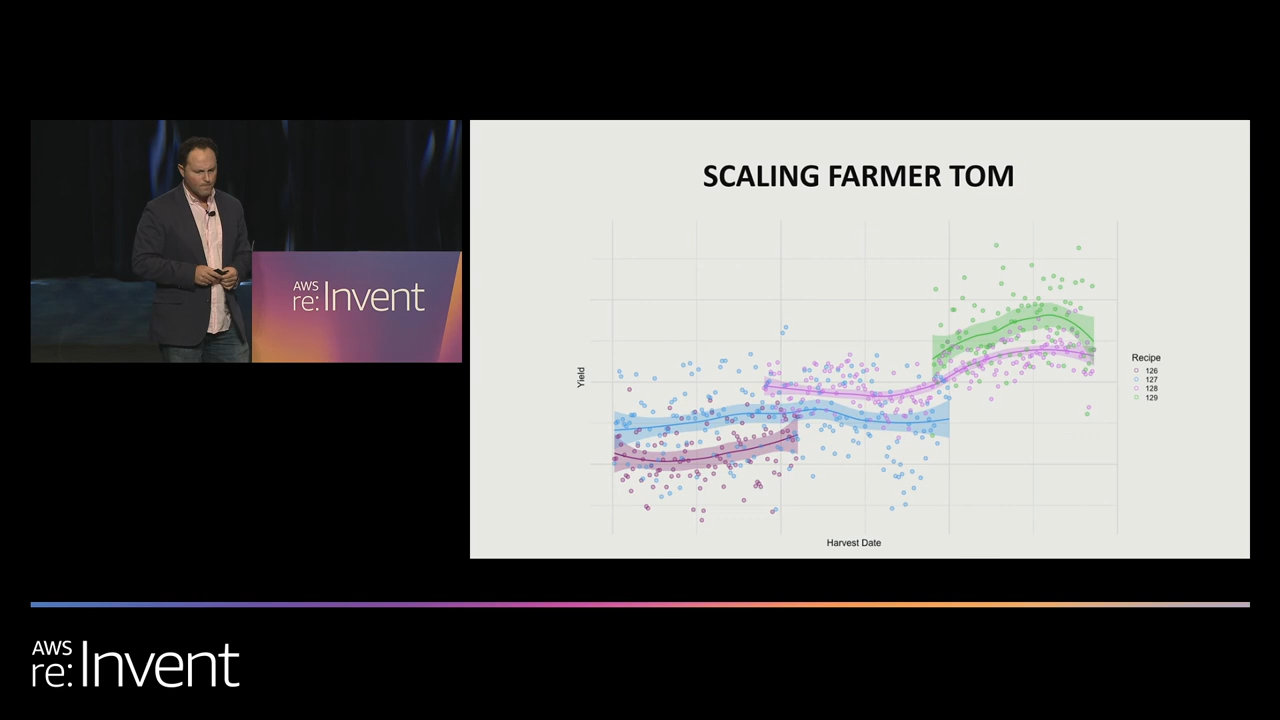 AWS
re:Invent
SCALING FARMER TOM
Yield
Harvest Date
Recipe
126
127
128
129
AWS
re:Invent